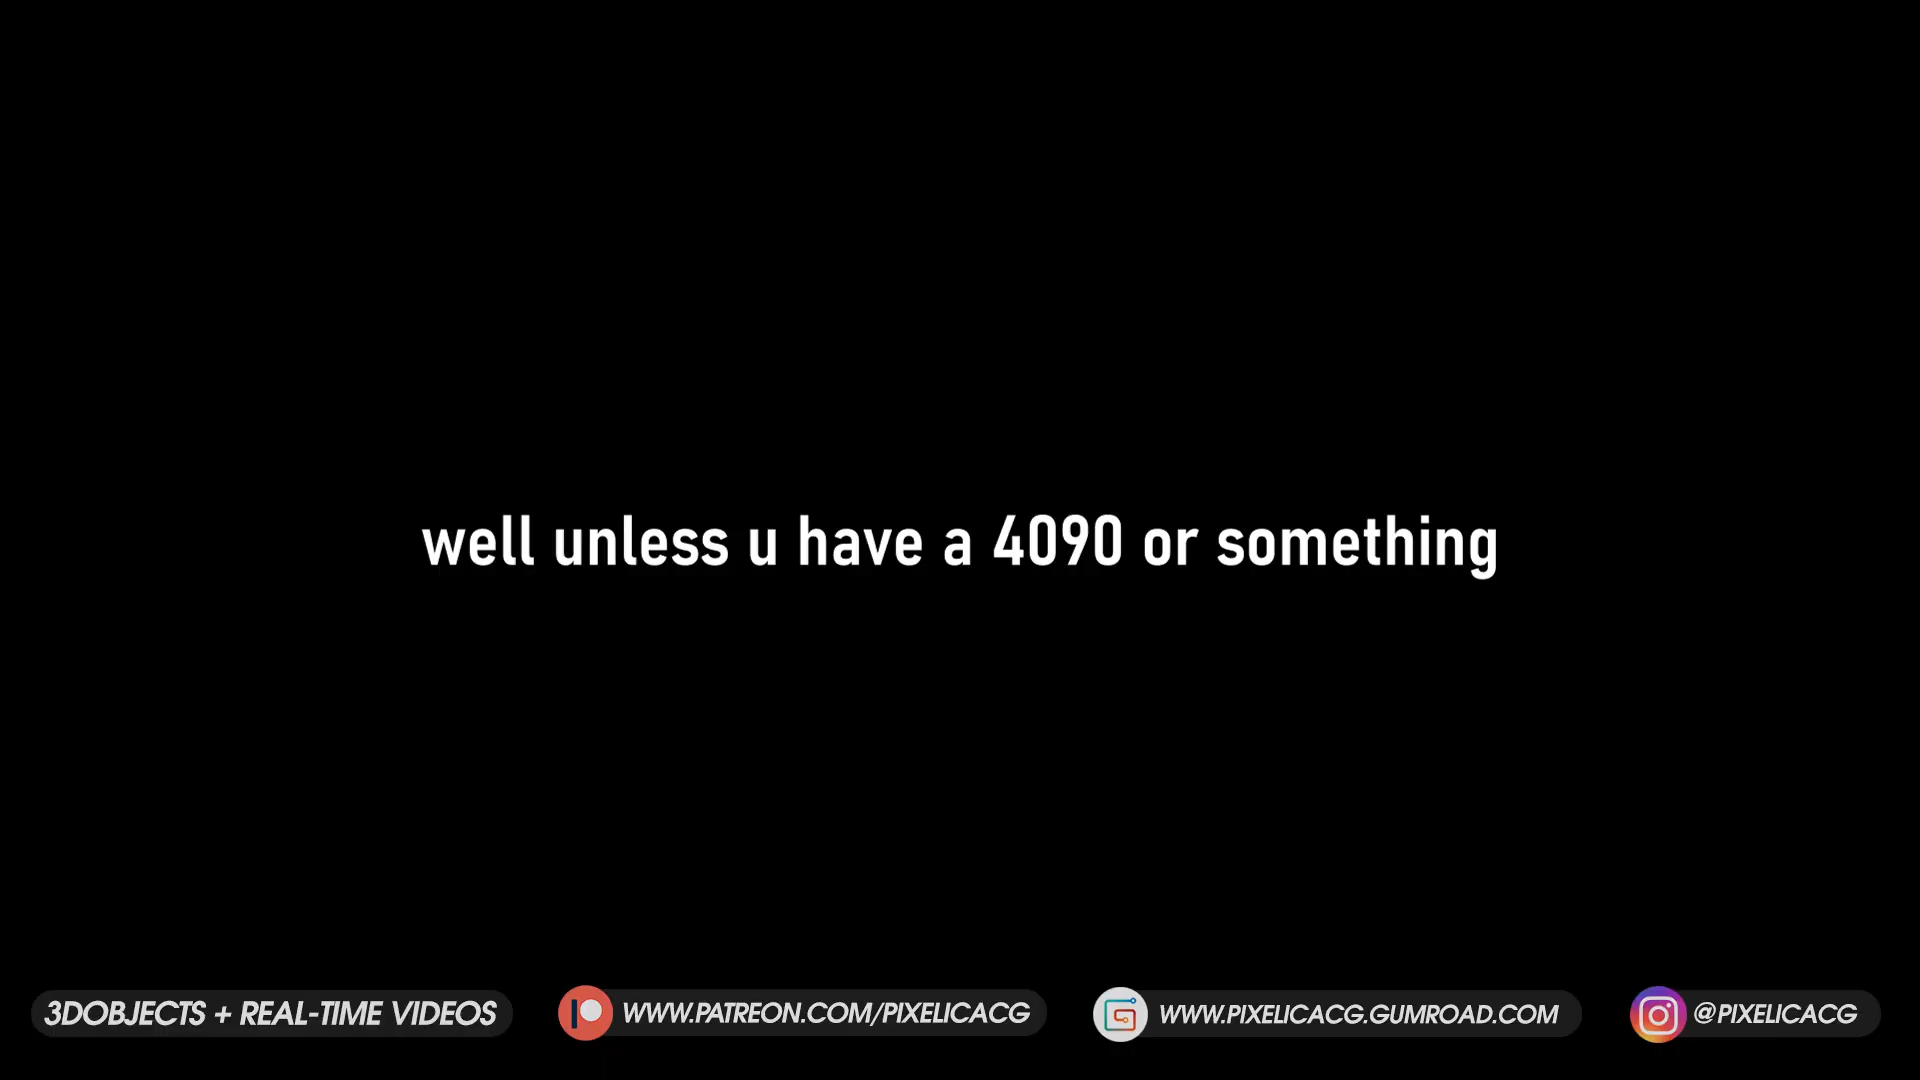 well unless u have a 4090 or something
3DOBJECTS + REAL-TIME VIDEOS
WWW.PATREON.COM/PIXELICACG
WWW.PIXELICACG.GUMROAD.COM
@PIXELICACG